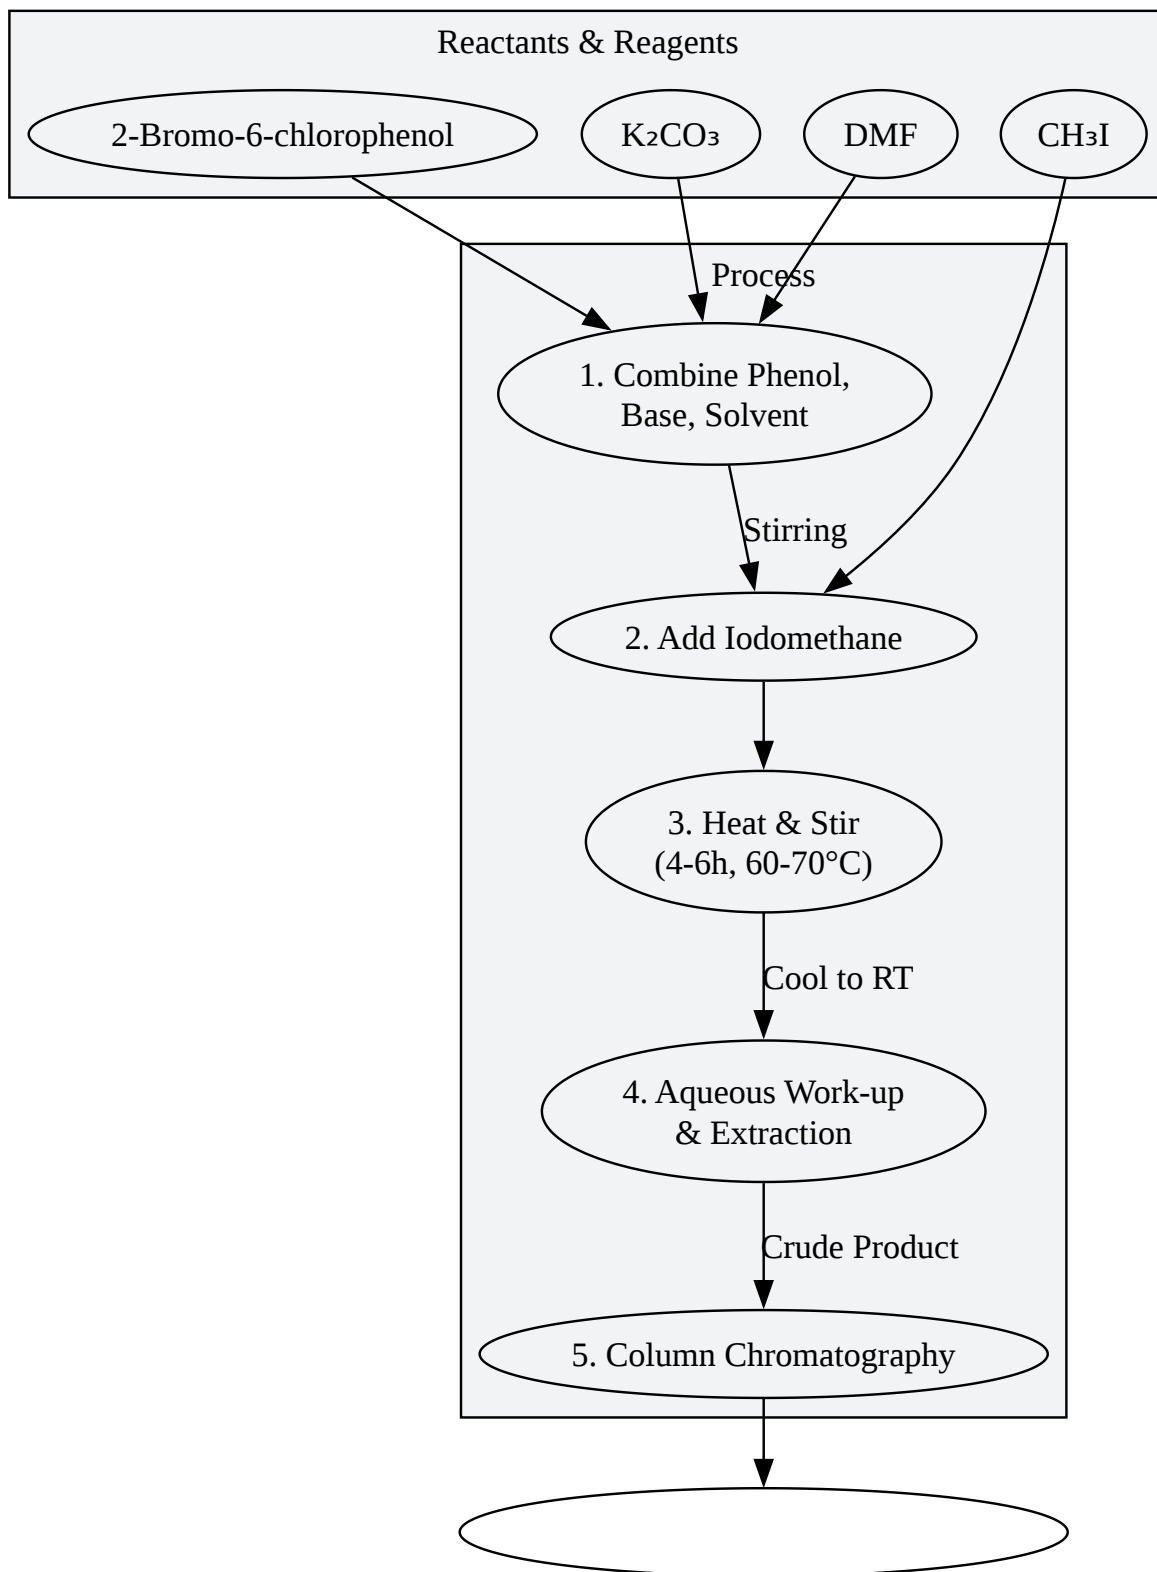 Reactants & Reagents
2-Bromo-6-chlorophenol
K₂CO₃
DMF
CH₃I
Process
1. Combine Phenol,
Base, Solvent
Stirring
2. Add Iodomethane
3. Heat & Stir
(4-6h, 60-70°C)
Cool to RT
4. Aqueous Work-up
& Extraction
Crude Product
5. Column Chromatography